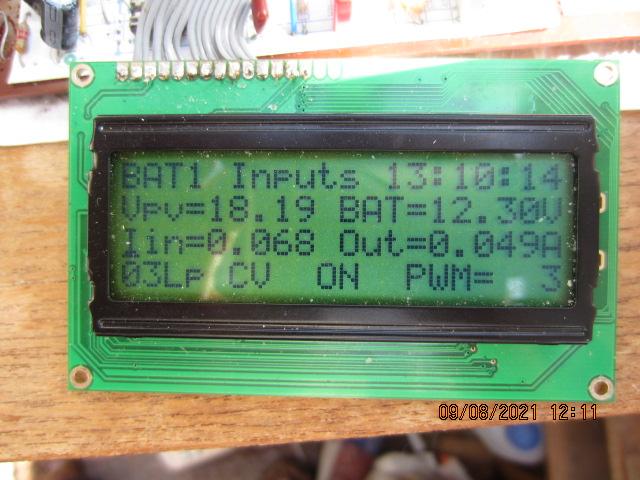 BAT1 Inputs 13:10:14
Vpv=18.19 BAT=12.30V
Iin=0.068 Out=0.049A
03Lp CV ON PWM= 3
09/08/2021 12:11